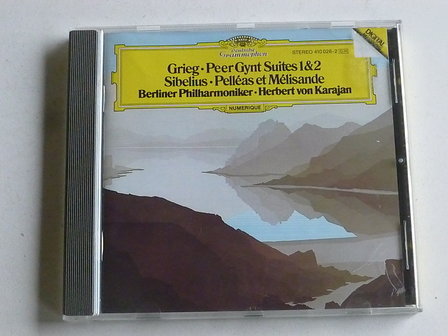 Deutsche
Grammophon
STEREO 410 026-2
Grieg · Peer Gynt Suites 1 & 2
Sibelius · Pelléas et Mélisande
Berliner Philharmoniker · Herbert von Karajan
NUMERIQUE
DIGITAL